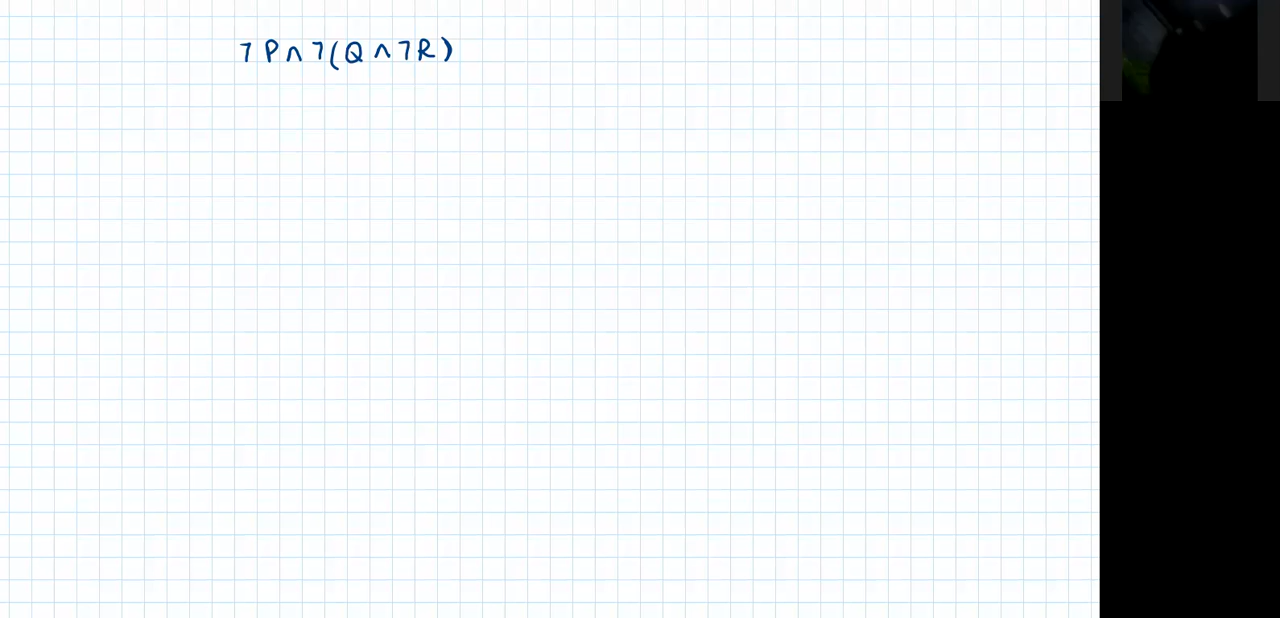 ¬ P ∧ ¬ ( Q ∧ ¬ R )